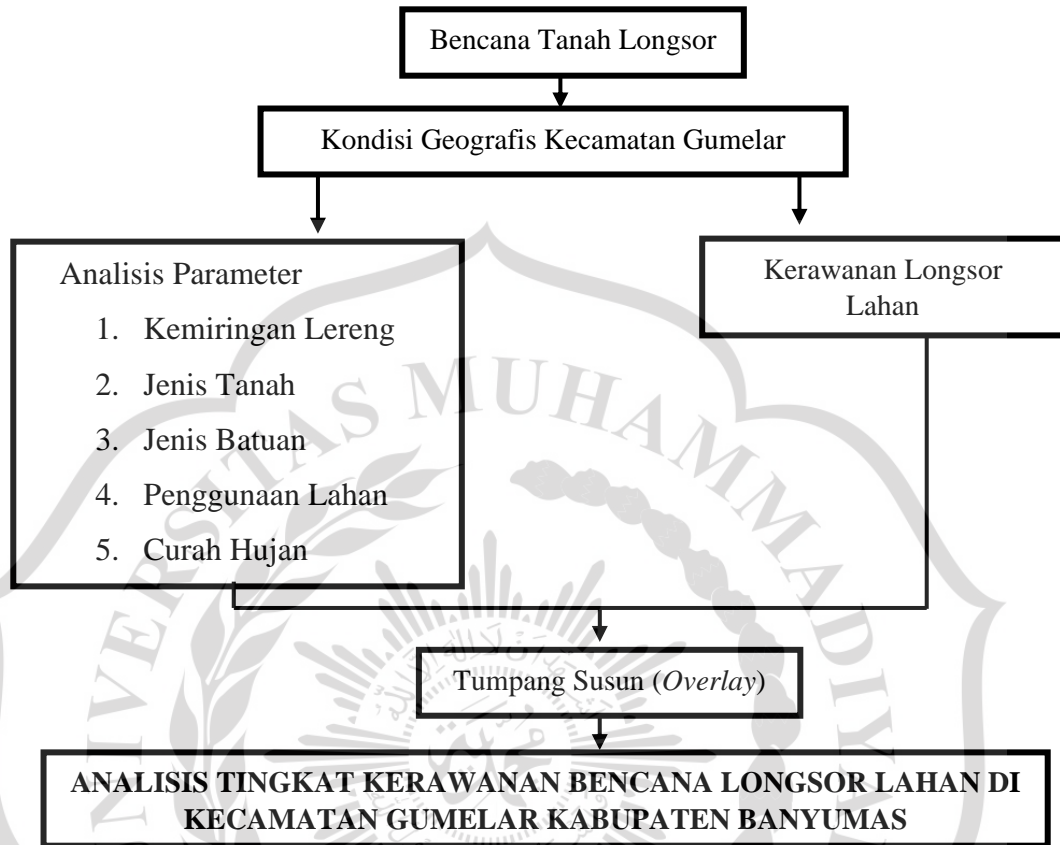 Bencana Tanah Longsor
Kondisi Geografis Kecamatan Gumelar
Analisis Parameter
1. Kemiringan Lereng
2. Jenis Tanah
3. Jenis Batuan
4. Penggunaan Lahan
5. Curah Hujan
Kerawanan Longsor
Lahan
Tumpang Susun (Overlay)
ANALISIS TINGKAT KERAWANAN BENCANA LONGSOR LAHAN DI
KECAMATAN GUMELAR KABUPATEN BANYUMAS
UNIVERSITAS MUHAMMADIY